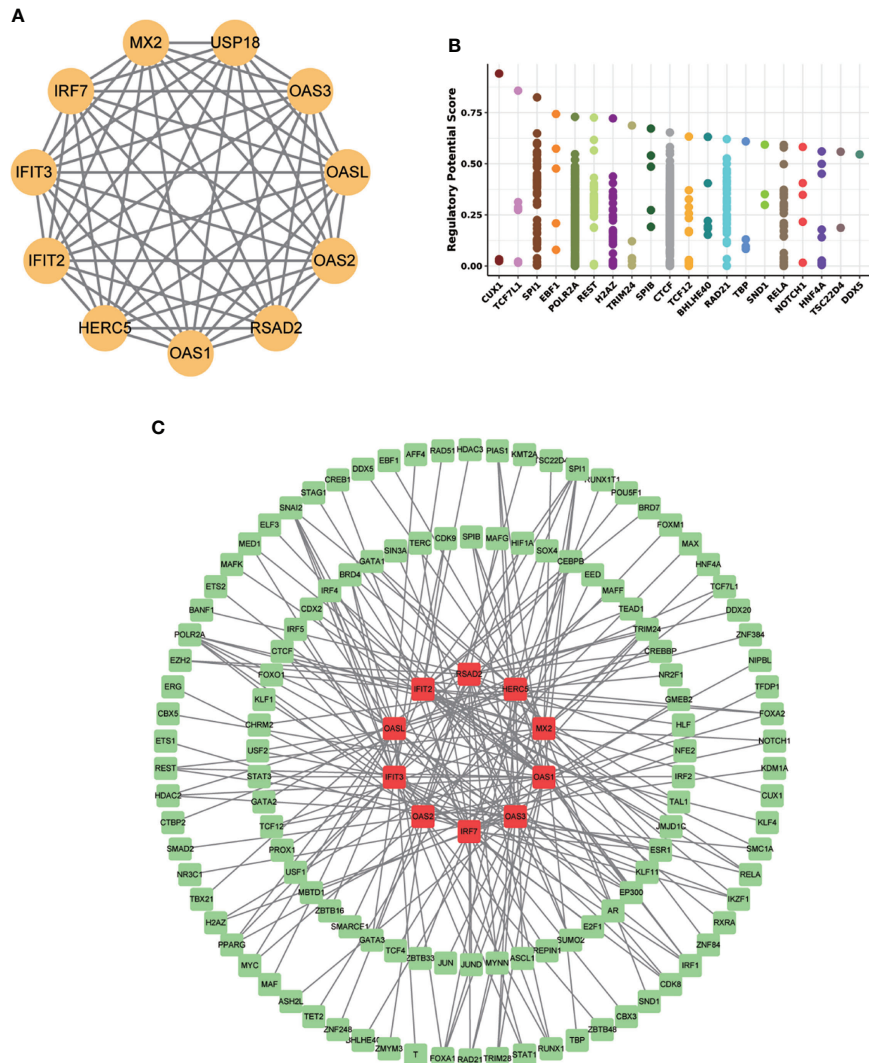 A
MX2
USP18
IRF7
OAS3
IFIT3
OASL
IFIT2
OAS2
HERC5
RSAD2
OAS1
B
Regulatory Potential Score
0.75
0.50
0.25
0.00
CUX1
TCF7L1
SPI1
EBF1
POLR2A
REST
H2AZ
TRIM24
SPIB
CTCF
TCF12
BHLHE40
RAD21
TBP
SND1
RELA
NOTCH1
HNF4A
TSC22D4
DDX5
C
HDAC3
PIAS1
KMT2A
TSC22D4
SPI1
RUNX1T1
POU5F1
BRD7
FOXM1
MAX
HNF4A
TCF7L1
DDX20
ZNF384
NIPBL
TFDP1
FOXA2
NOTCH1
KDM1A
CUX1
KLF4
SMC1A
RELA
IKZF1
RXRA
ZNF84
IRF1
CDK8
SND1
CBX3
ZBTB48
TBP
RUNX1
STAT1
TRIM28
RAD21
FOXA1
T
ZMYM3
JHLHE40
ZNF248
TET2
ASH2L
MAF
MYC
PPARG
H2AZ
TBX21
NR3C1
SMAD2
CTBP2
HDAC2
REST
ETS1
CBX5
ERG
EZH2
POLR2A
BANF1
ETS2
MAFK
MED1
ELF3
SNAI2
STAG1
CREB1
DDX5
EBF1
AFF4
RAD51
SPIB
MAFG
HIF1A
SOX4
CEBPB
EED
MAFF
TEAD1
TRIM24
CREBBP
NR2F1
GMEB2
HLF
NFE2
IRF2
TAL1
JMJD1C
ESR1
KLF11
EP300
AR
E2F1
SUMO2
REPIN1
ASCL1
MYNN
JUND
JUN
ZBTB33
TCF4
GATA3
SMARCE1
ZBTB16
MBTD1
USF1
PROX1
TCF12
GATA2
STAT3
USF2
CHRM2
KLF1
FOXO1
CTCF
IRF5
CDX2
IRF4
BRD4
GATA1
SIN3A
TERC
CDK9
RSAD2
HERC5
MX2
OAS1
OAS3
IRF7
OAS2
IFIT3
OASL
IFIT2